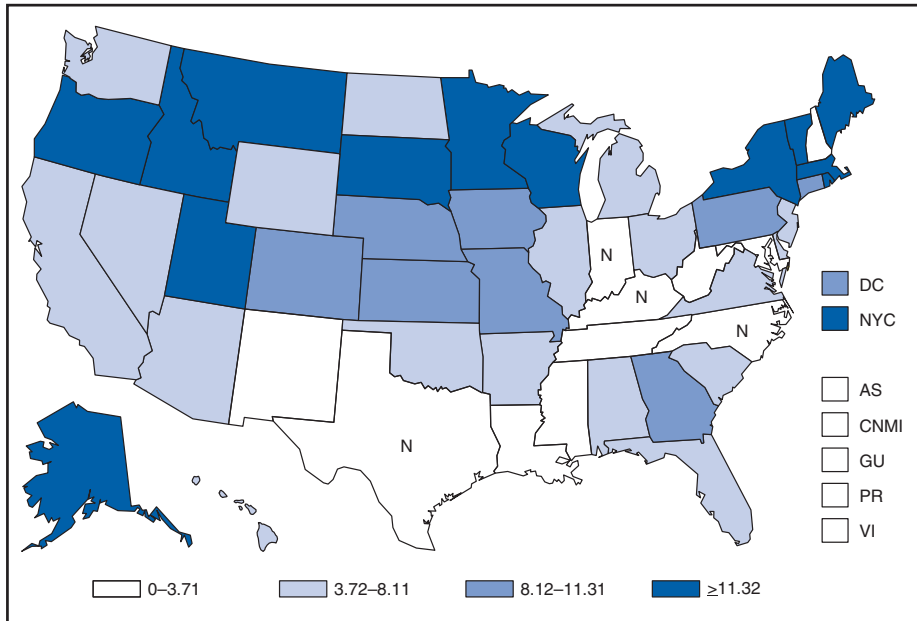 N
DC
NYC
N
N
AS
CNMI
N
GU
PR
VI
0–3.71
3.72–8.11
8.12–11.31
≥11.32